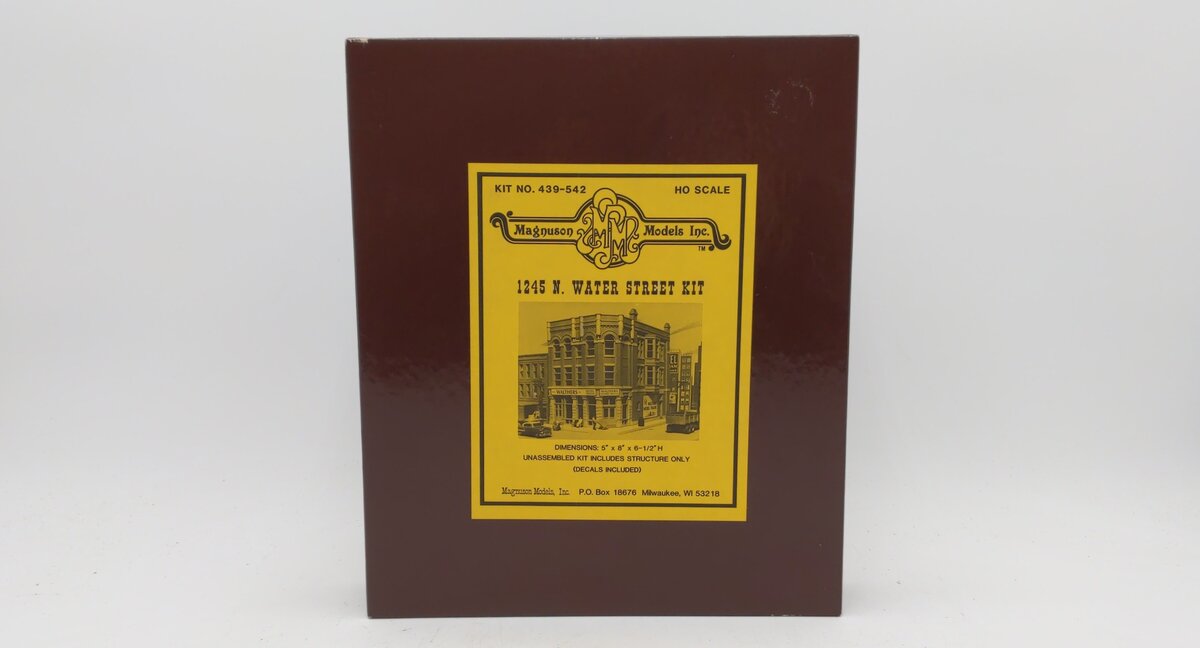 KIT NO. 439-542 HO SCALE
Magnuson Models Inc.
TM
1245 N. WATER STREET KIT
WALTHERS
DIMENSIONS: 5" x 8" x 6-1/2" H
UNASSEMBLED KIT INCLUDES STRUCTURE ONLY
(DECALS INCLUDED)
Magnuson Models, Inc. P.O. Box 18676 Milwaukee, WI 53218